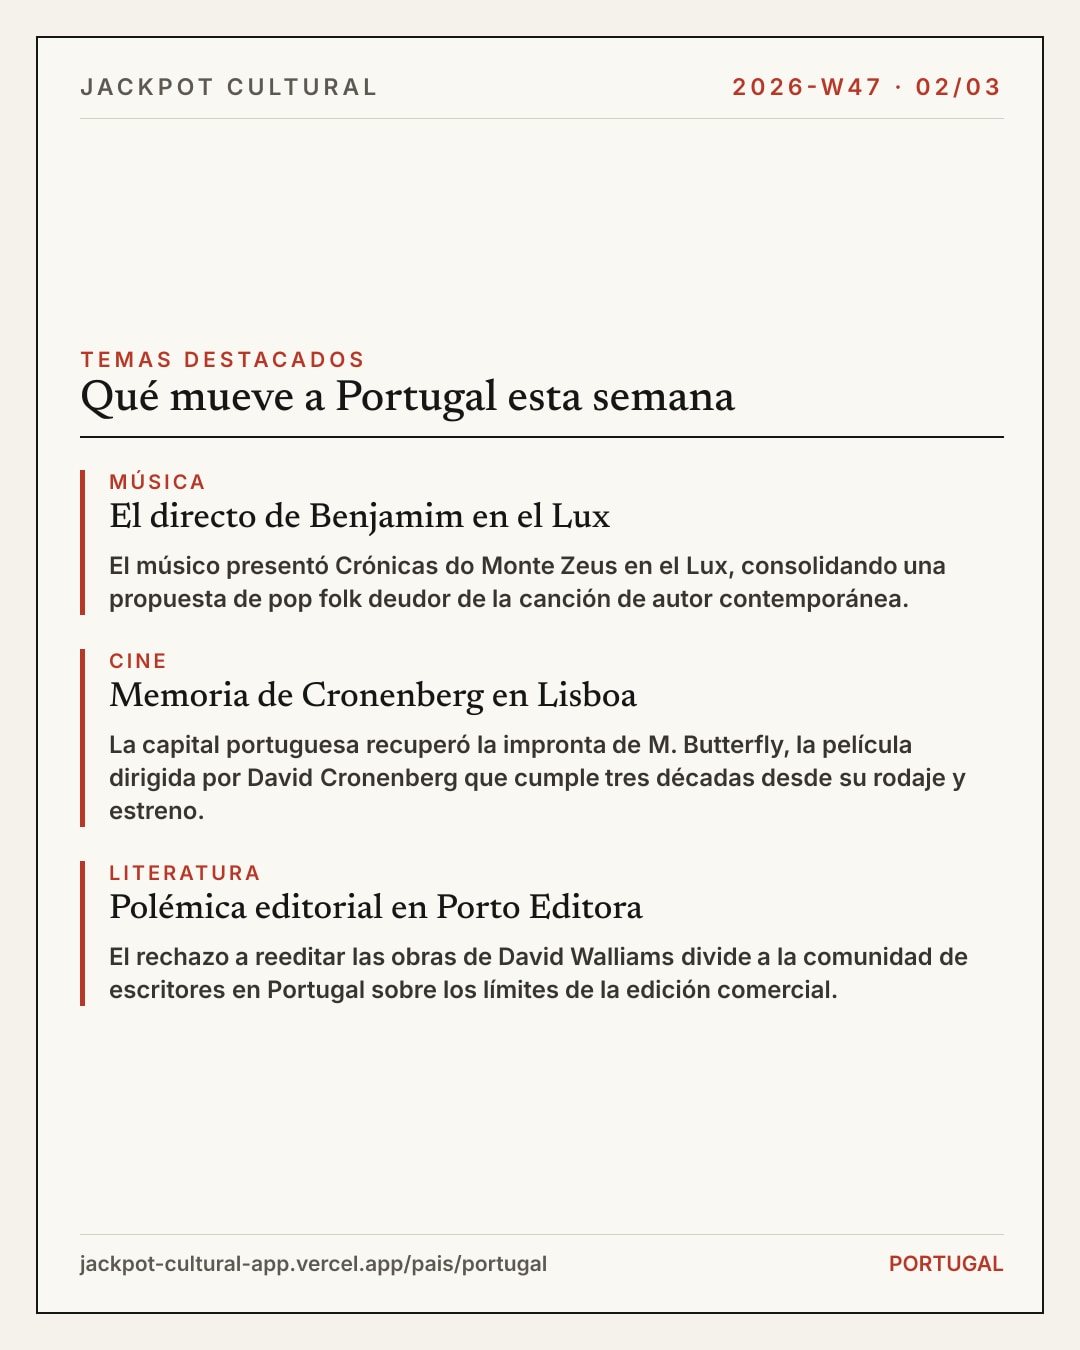 JACKPOT CULTURAL
2026-W47 · 02/03
TEMAS DESTACADOS
Qué mueve a Portugal esta semana
MÚSICA
El directo de Benjamim en el Lux
El músico presentó Crónicas do Monte Zeus en el Lux, consolidando una
propuesta de pop folk deudor de la canción de autor contemporánea.
CINE
Memoria de Cronenberg en Lisboa
La capital portuguesa recuperó la impronta de M. Butterfly, la película
dirigida por David Cronenberg que cumple tres décadas desde su rodaje y
estreno.
LITERATURA
Polémica editorial en Porto Editora
El rechazo a reeditar las obras de David Walliams divide a la comunidad de
escritores en Portugal sobre los límites de la edición comercial.
jackpot-cultural-app.vercel.app/pais/portugal
PORTUGAL